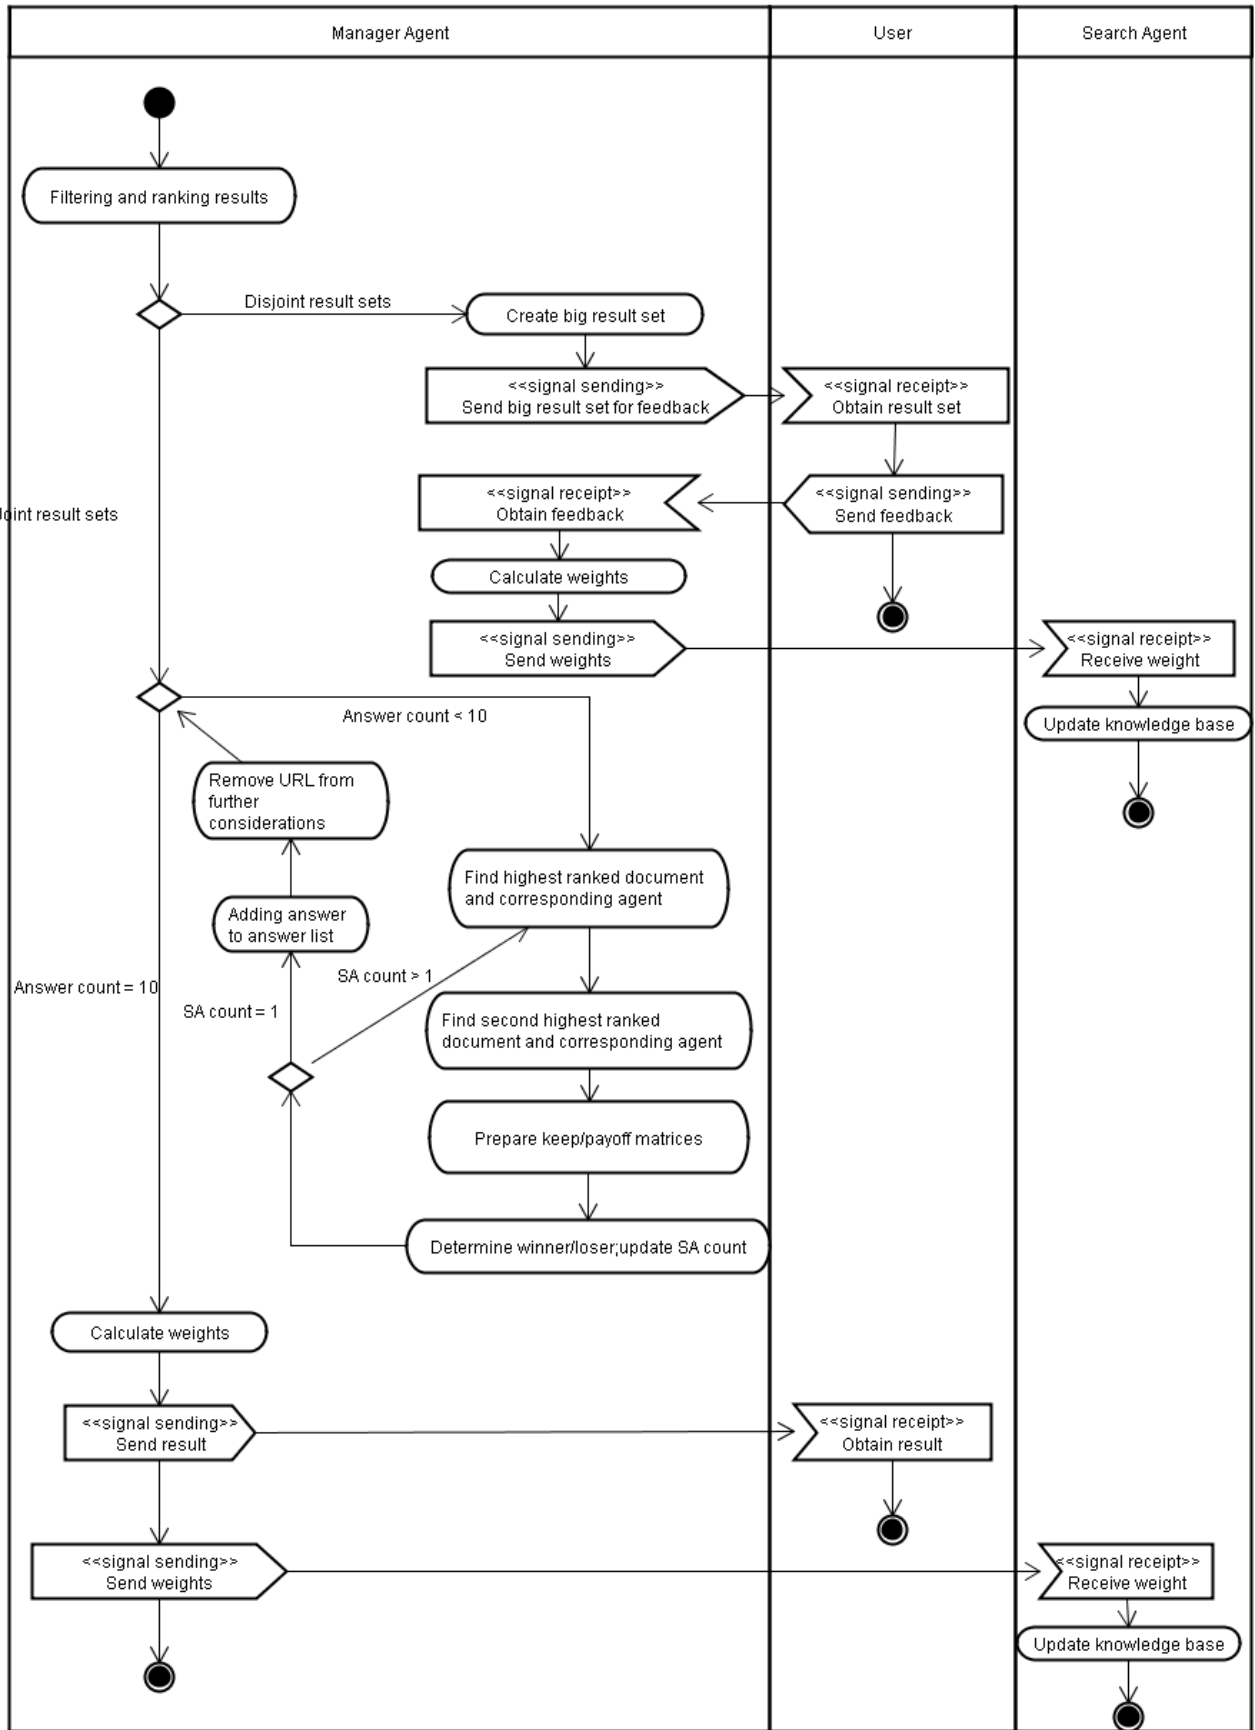 Manager Agent
User
Search Agent
Filtering and ranking results
Disjoint result sets
Create big result set
<<signal sending>>
Send big result set for feedback
<<signal receipt>>
Obtain result set
<<signal receipt>>
Obtain feedback
<<signal sending>>
Send feedback
Joint result sets
Calculate weights
<<signal sending>>
Send weights
<<signal receipt>>
Receive weight
Update knowledge base
Answer count < 10
Remove URL from
further
considerations
Find highest ranked document
and corresponding agent
Adding answer
to answer list
SA count > 1
Answer count = 10
SA count = 1
Find second highest ranked
document and corresponding agent
Prepare keep/payoff matrices
Determine winner/loser;update SA count
Calculate weights
<<signal sending>>
Send result
<<signal receipt>>
Obtain result
<<signal sending>>
Send weights
<<signal receipt>>
Receive weight
Update knowledge base